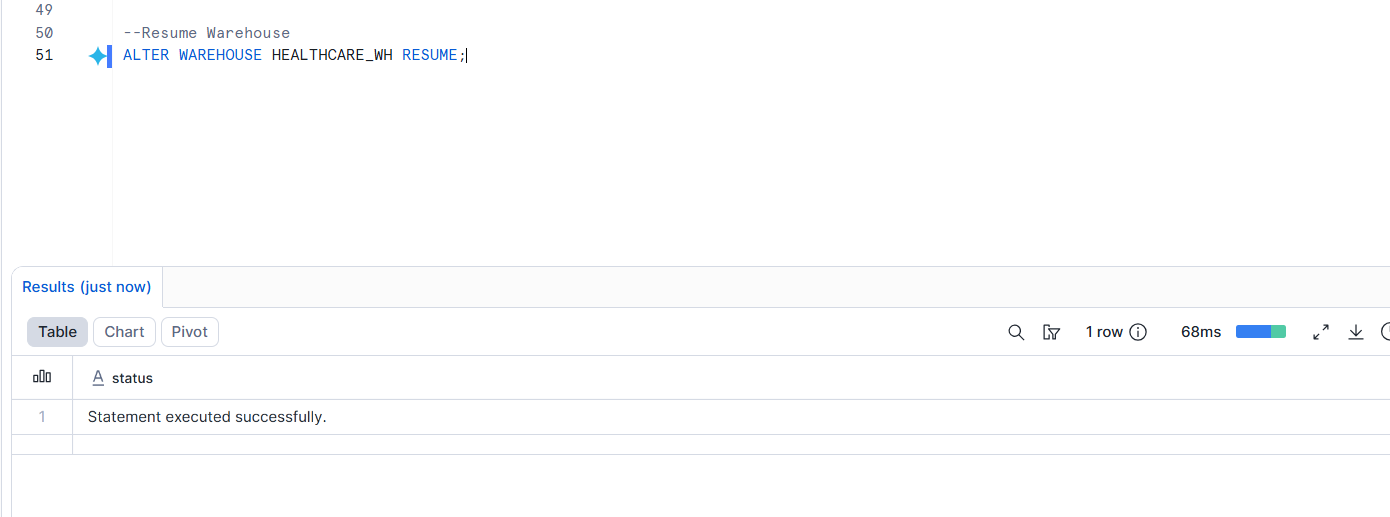 49
50 --Resume Warehouse
51 ALTER WAREHOUSE HEALTHCARE_WH RESUME;
Results (just now)
Table Chart Pivot 1 row 68ms
A status
1 Statement executed successfully.